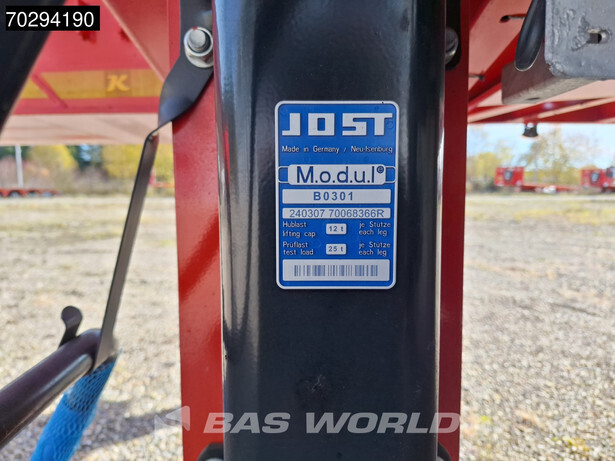 70294190
K
JOST
Made in Germany / Neu-Isenburg
M.o.d.u.l®
B0301
240307 70068366R
Hublast
lifting cap. 12 t je Stütze
each leg
Prüflast
test load 25 t je Stütze
each leg
BAS WORLD